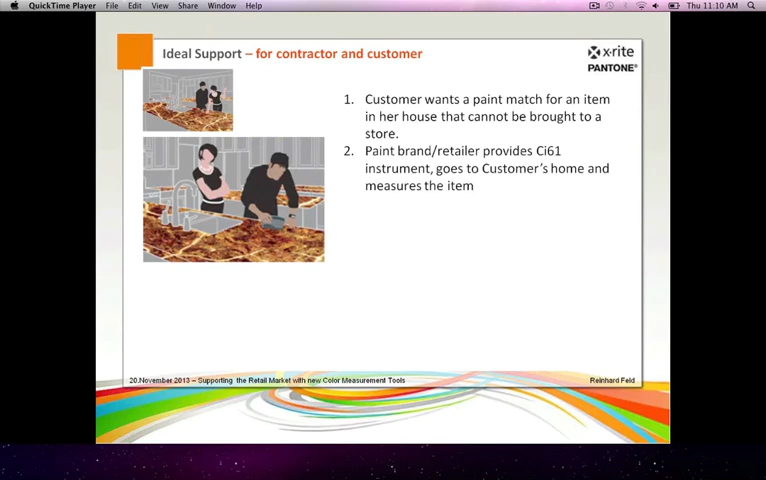 QuickTime Player File Edit View Share Window Help
Thu 11:10 AM
Ideal Support – for contractor and customer
x·rite
PANTONE®
1. Customer wants a paint match for an item
in her house that cannot be brought to a
store.
2. Paint brand/retailer provides Ci61
instrument, goes to Customer's home and
measures the item
20.November 2013 – Supporting the Retail Market with new Color Measurement Tools
Reinhard Feld